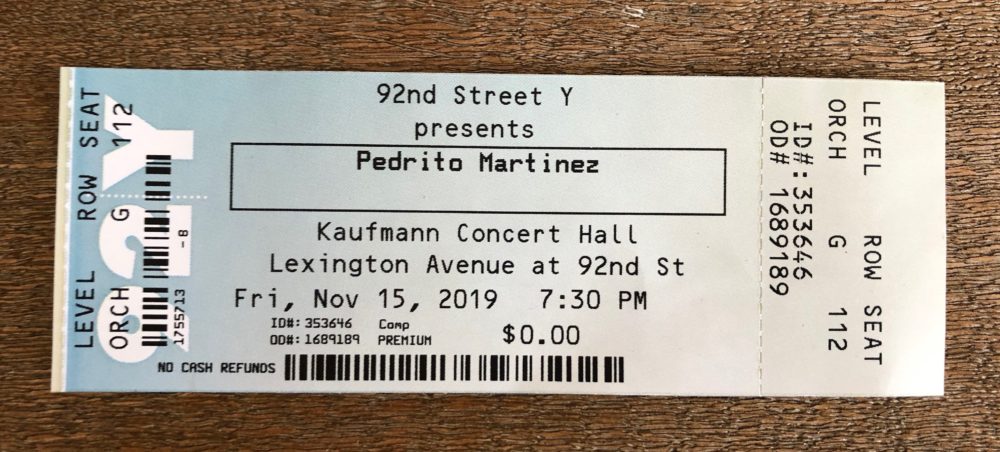 LEVEL ROW SEAT
ORCH G 112
92Y
1755713 -8
92nd Street Y
presents
Pedrito Martinez
Kaufmann Concert Hall
Lexington Avenue at 92nd St
Fri, Nov 15, 2019 7:30 PM
ID#: 353646 Comp
OD#: 1689189 PREMIUM $0.00
NO CASH REFUNDS
LEVEL ROW SEAT
ORCH G 112
ID#: 353646
OD# 1689189